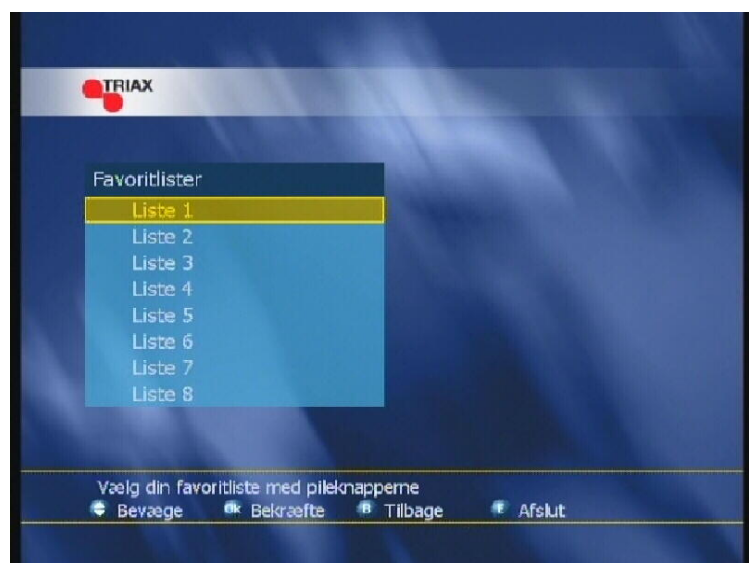 TRIAX
Favoritlister
Liste 1
Liste 2
Liste 3
Liste 4
Liste 5
Liste 6
Liste 7
Liste 8
Vælg din favoritliste med pileknapperne
Bevæge OK Bekræfte B Tilbage E Afslut